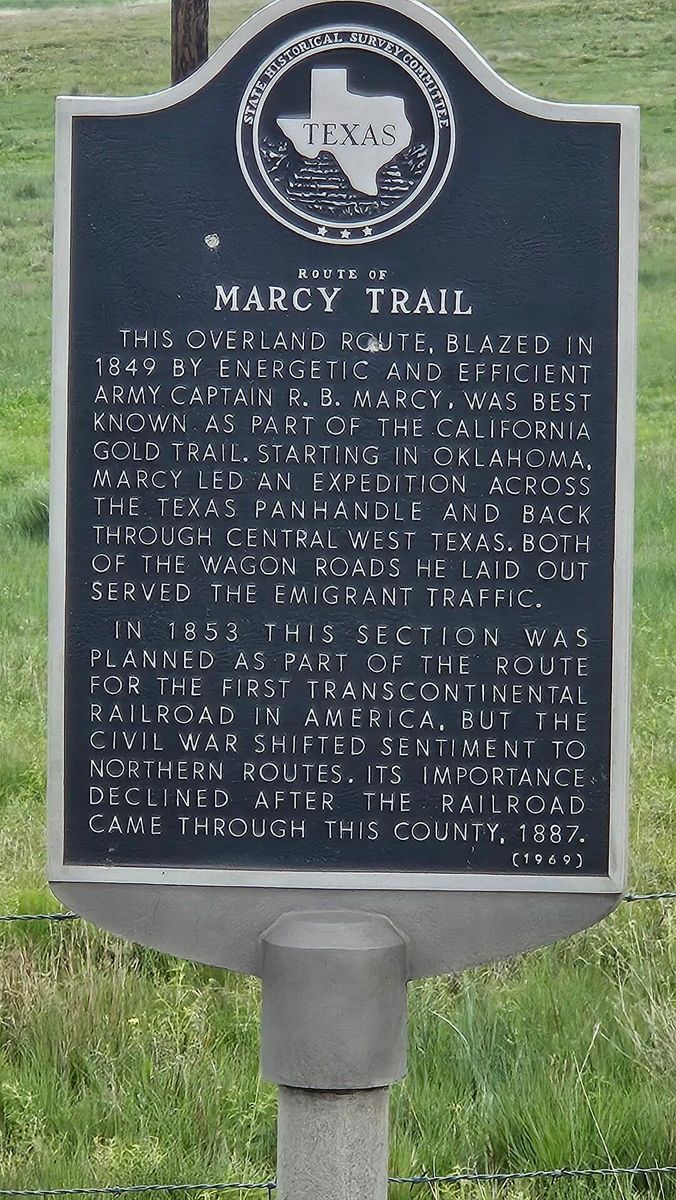 STATE HISTORICAL SURVEY COMMITTEE
TEXAS
ROUTE OF
MARCY TRAIL
THIS OVERLAND ROUTE, BLAZED IN
1849 BY ENERGETIC AND EFFICIENT
ARMY CAPTAIN R. B. MARCY, WAS BEST
KNOWN AS PART OF THE CALIFORNIA
GOLD TRAIL. STARTING IN OKLAHOMA,
MARCY LED AN EXPEDITION ACROSS
THE TEXAS PANHANDLE AND BACK
THROUGH CENTRAL WEST TEXAS. BOTH
OF THE WAGON ROADS HE LAID OUT
SERVED THE EMIGRANT TRAFFIC.
IN 1853 THIS SECTION WAS
PLANNED AS PART OF THE ROUTE
FOR THE FIRST TRANSCONTINENTAL
RAILROAD IN AMERICA, BUT THE
CIVIL WAR SHIFTED SENTIMENT TO
NORTHERN ROUTES. ITS IMPORTANCE
DECLINED AFTER THE RAILROAD
CAME THROUGH THIS COUNTY, 1887.
(1969)